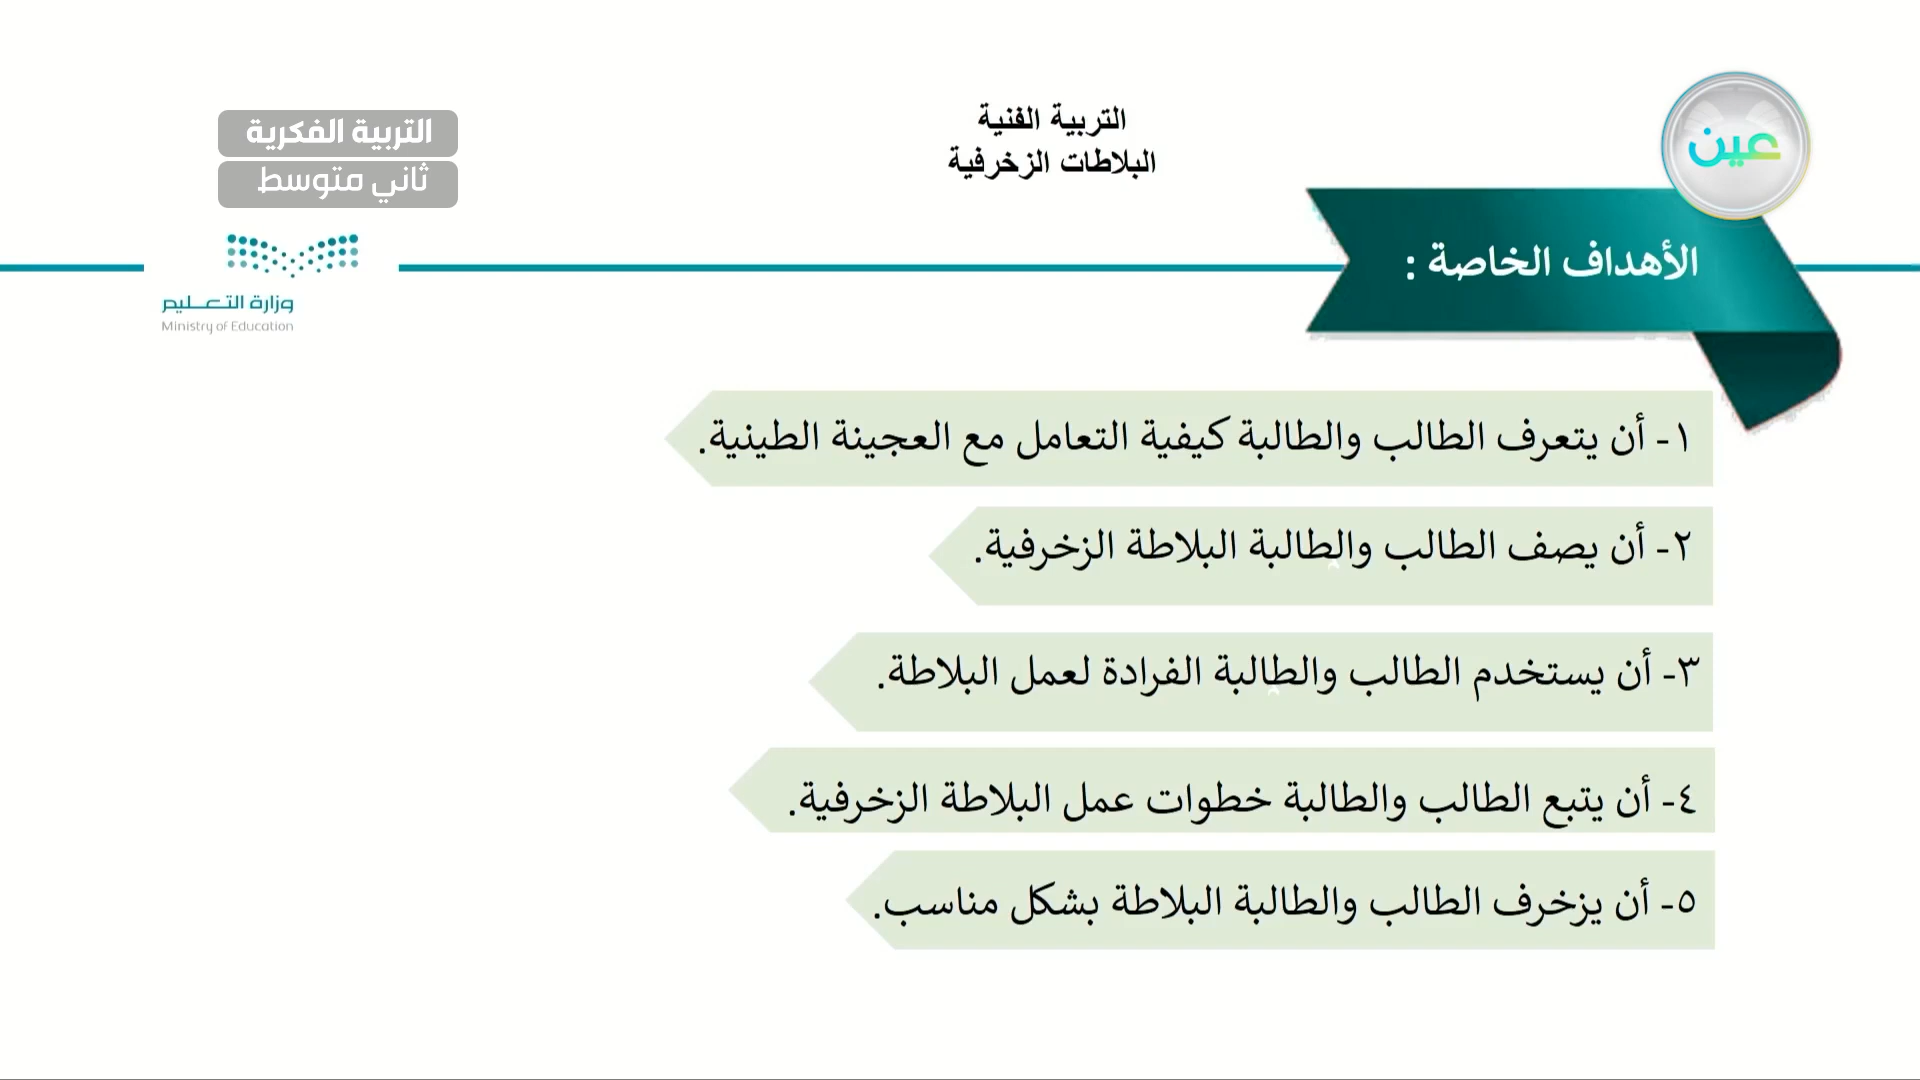 عين
التربية الفنية
البلاطات الزخرفية
التربية الفكرية
ثاني متوسط
وزارة التعليم
Ministry of Education
الأهداف الخاصة :
١- أن يتعرف الطالب والطالبة كيفية التعامل مع العجينة الطينية.
٢- أن يصف الطالب والطالبة البلاطة الزخرفية.
٣- أن يستخدم الطالب والطالبة الفرادة لعمل البلاطة.
٤- أن يتبع الطالب والطالبة خطوات عمل البلاطة الزخرفية.
٥- أن يزخرف الطالب والطالبة البلاطة بشكل مناسب.